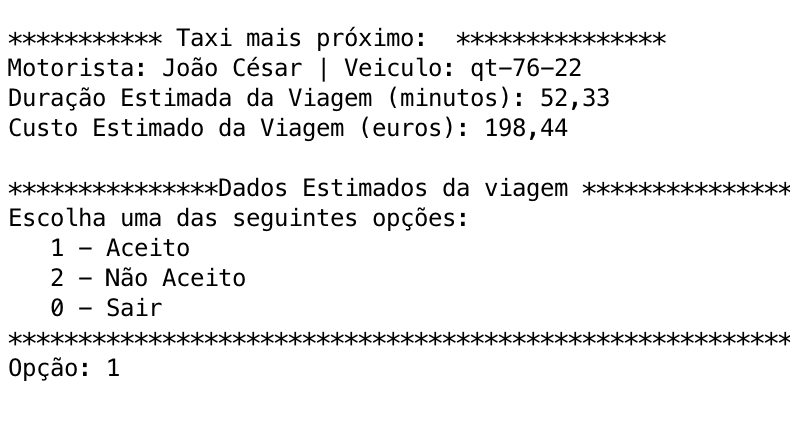 *********** Taxi mais próximo:  ***************
Motorista: João César | Veiculo: qt-76-22
Duração Estimada da Viagem (minutos): 52,33
Custo Estimado da Viagem (euros): 198,44
***************Dados Estimados da viagem ***************
Escolha uma das seguintes opções:
   1 - Aceito
   2 - Não Aceito
   0 - Sair
********************************************************
Opção: 1